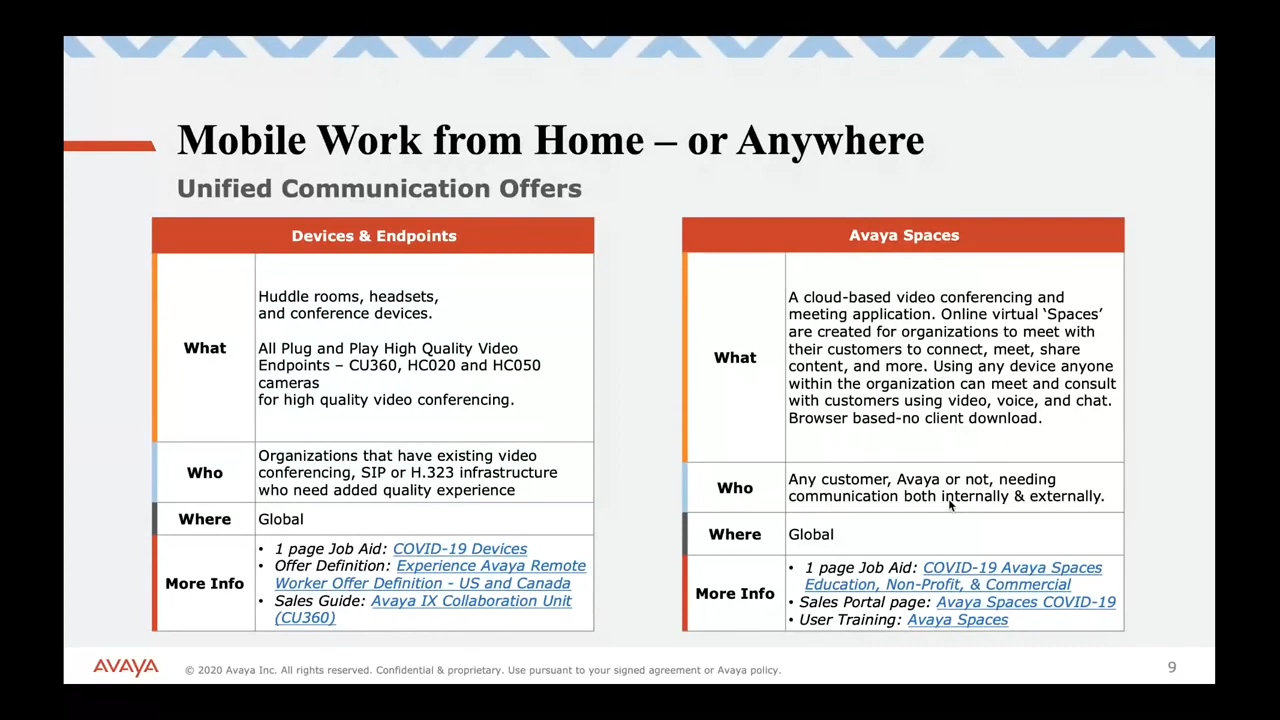 Mobile Work from Home – or Anywhere
Unified Communication Offers
Devices & Endpoints
What
Huddle rooms, headsets,
and conference devices.
All Plug and Play High Quality Video
Endpoints – CU360, HC020 and HC050
cameras
for high quality video conferencing.
Who
Organizations that have existing video
conferencing, SIP or H.323 infrastructure
who need added quality experience
Where
Global
More Info
• 1 page Job Aid: COVID-19 Devices
• Offer Definition: Experience Avaya Remote
Worker Offer Definition - US and Canada
• Sales Guide: Avaya IX Collaboration Unit
(CU360)
Avaya Spaces
What
A cloud-based video conferencing and
meeting application. Online virtual ‘Spaces’
are created for organizations to meet with
their customers to connect, meet, share
content, and more. Using any device anyone
within the organization can meet and consult
with customers using video, voice, and chat.
Browser based-no client download.
Who
Any customer, Avaya or not, needing
communication both internally & externally.
Where
Global
More Info
• 1 page Job Aid: COVID-19 Avaya Spaces
Education, Non-Profit, & Commercial
• Sales Portal page: Avaya Spaces COVID-19
• User Training: Avaya Spaces
AVAYA
© 2020 Avaya Inc. All rights reserved. Confidential & proprietary. Use pursuant to your signed agreement or Avaya policy.
9